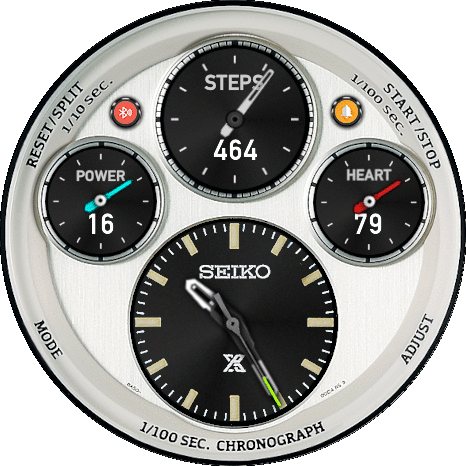 STEPS
464
RESET/SPLIT
1/10 SEC.
START/STOP
1/100 SEC.
POWER
16
HEART
79
SEIKO
X
MODE
ADJUST
1/100 SEC. CHRONOGRAPH